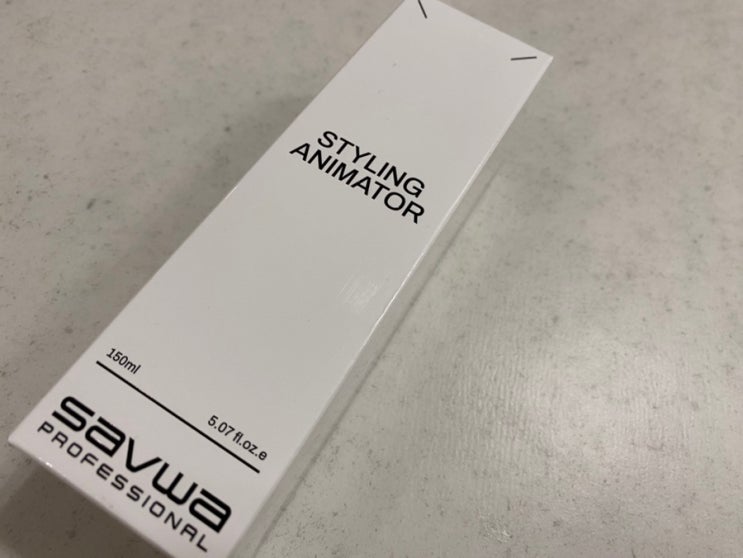 STYLING
ANIMATOR
150ml
5.07 fl.oz.e
savwa
PROFESSIONAL